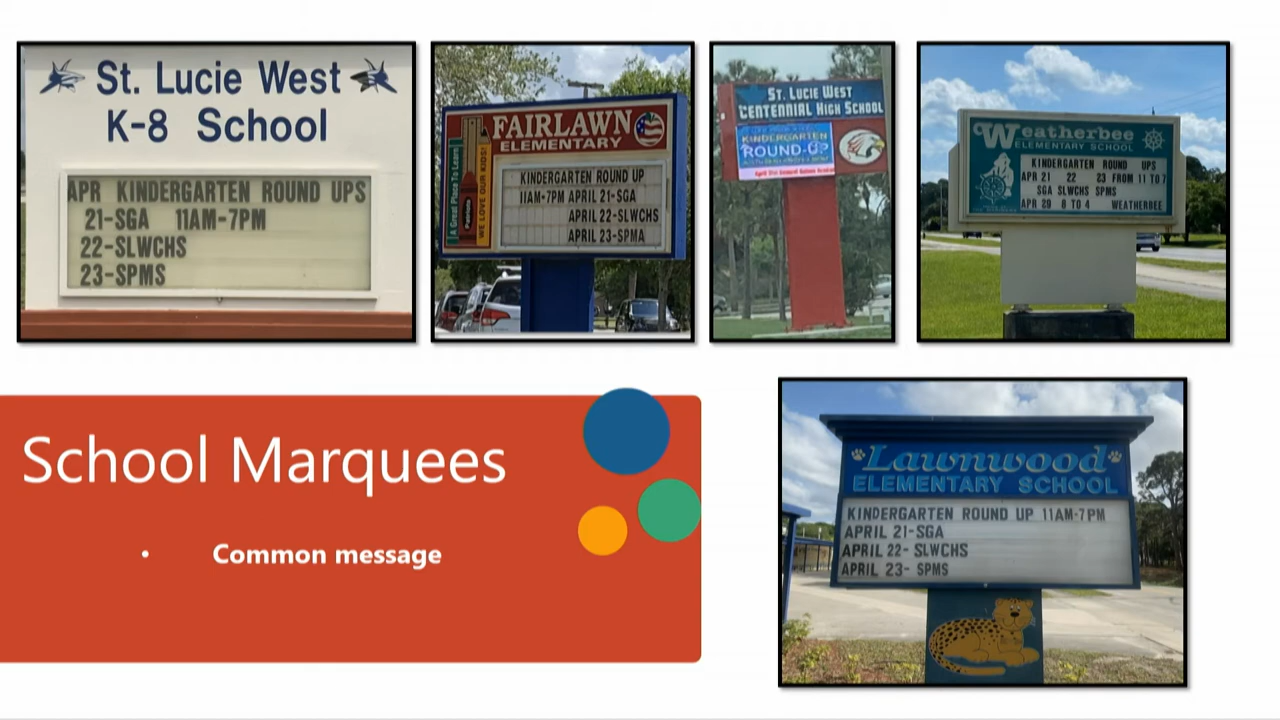 St. Lucie West
K-8 School
APR KINDERGARTEN ROUND UPS
21-SGA 11AM-7PM
22-SLWCHS
23-SPMS
FAIRLAWN
ELEMENTARY
A Great Place To Learn
Patriots
WE LOVE OUR KIDS!
KINDERGARTEN ROUND UP
11AM-7PM APRIL 21-SGA
APRIL 22-SLWCHS
APRIL 23-SPMA
St. Lucie West
Centennial High School
KINDERGARTEN
ROUND-UP
Weatherbee
ELEMENTARY SCHOOL
KINDERGARTEN ROUND UPS
APR 21 22 23 FROM 11 TO 7
SGA SLWCHS SPMS
APR 29 8 TO 4 WEATHERBEE
School Marquees
• Common message
Lawnwood
ELEMENTARY SCHOOL
KINDERGARTEN ROUND UP 11AM-7PM
APRIL 21-SGA
APRIL 22- SLWCHS
APRIL 23- SPMS